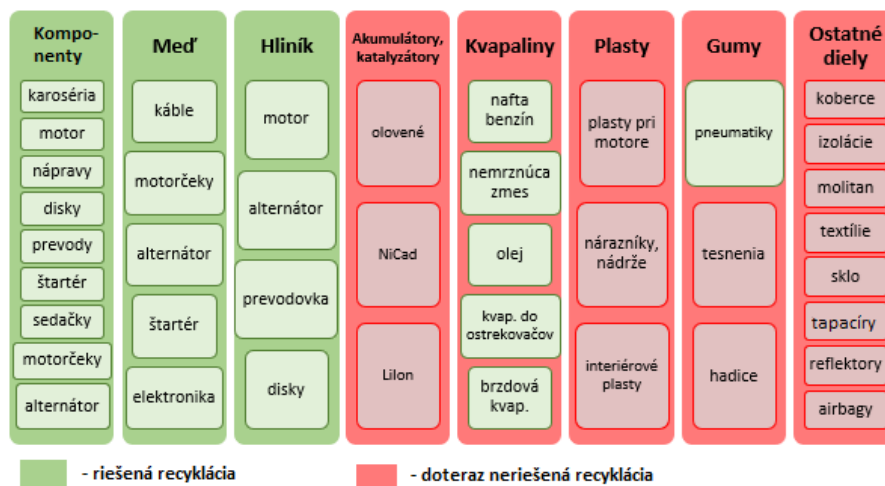 Kompo-
nenty
karoséria
motor
nápravy
disky
prevody
štartér
sedačky
motorčeky
alternátor
Meď
káble
motorčeky
alternátor
štartér
elektronika
Hliník
motor
alternátor
prevodovka
disky
Akumulátory,
katalyzátory
olovené
NiCad
LiIon
Kvapaliny
nafta
benzín
nemrznúca
zmes
olej
kvap. do
ostrekovačov
brzdová
kvap.
Plasty
plasty pri
motore
nárazníky,
nádrže
interiérové
plasty
Gumy
pneumatiky
tesnenia
hadice
Ostatné
diely
koberce
izolácie
molitan
textílie
sklo
tapacíry
reflektory
airbagy
- riešená recyklácia
- doteraz neriešená recyklácia